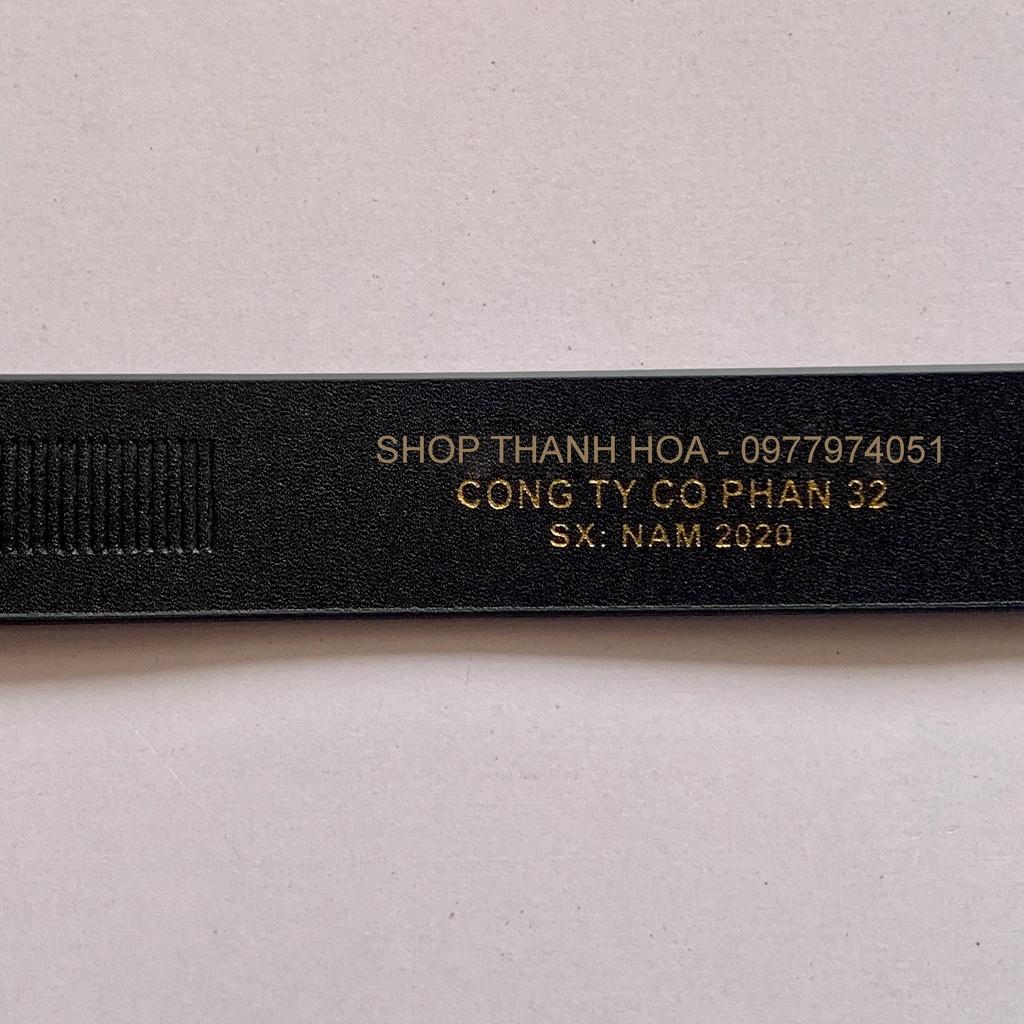 SHOP THANH HOA - 0977974051
CONG TY CO PHAN 32
SX: NAM 2020